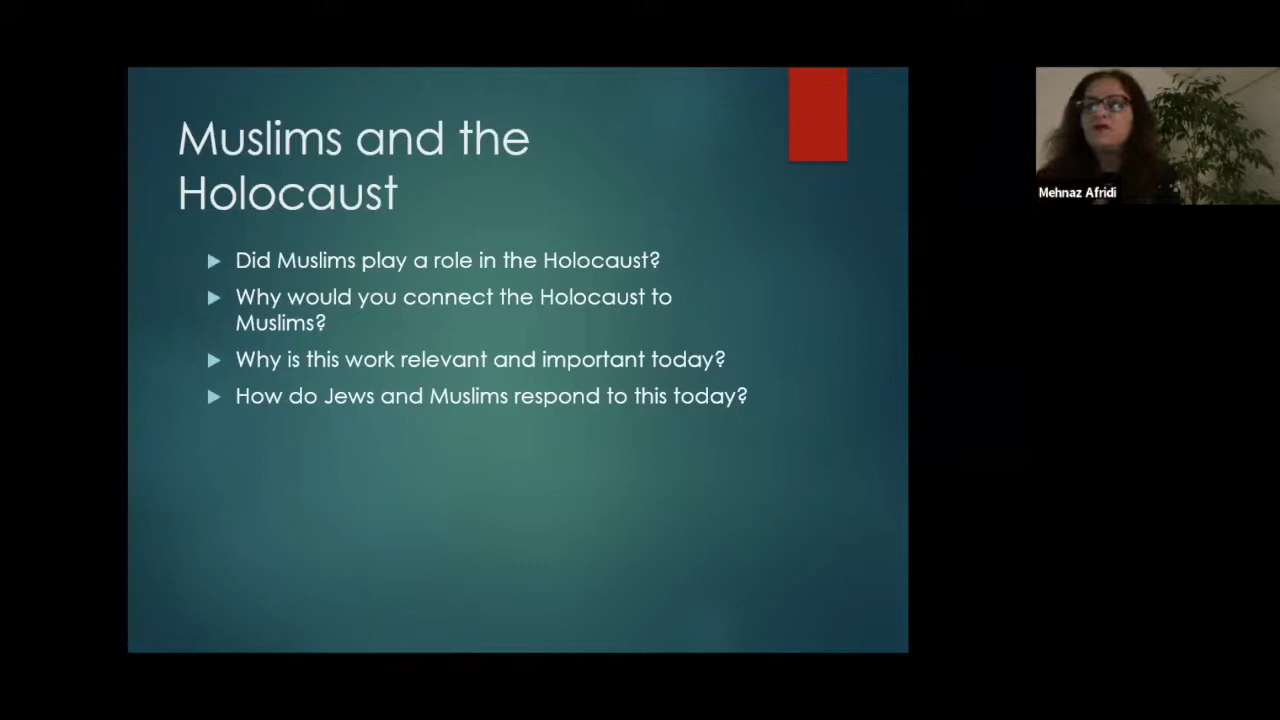 Muslims and the
Holocaust
Did Muslims play a role in the Holocaust?
Why would you connect the Holocaust to
Muslims?
Why is this work relevant and important today?
How do Jews and Muslims respond to this today?
Mehnaz Afridi